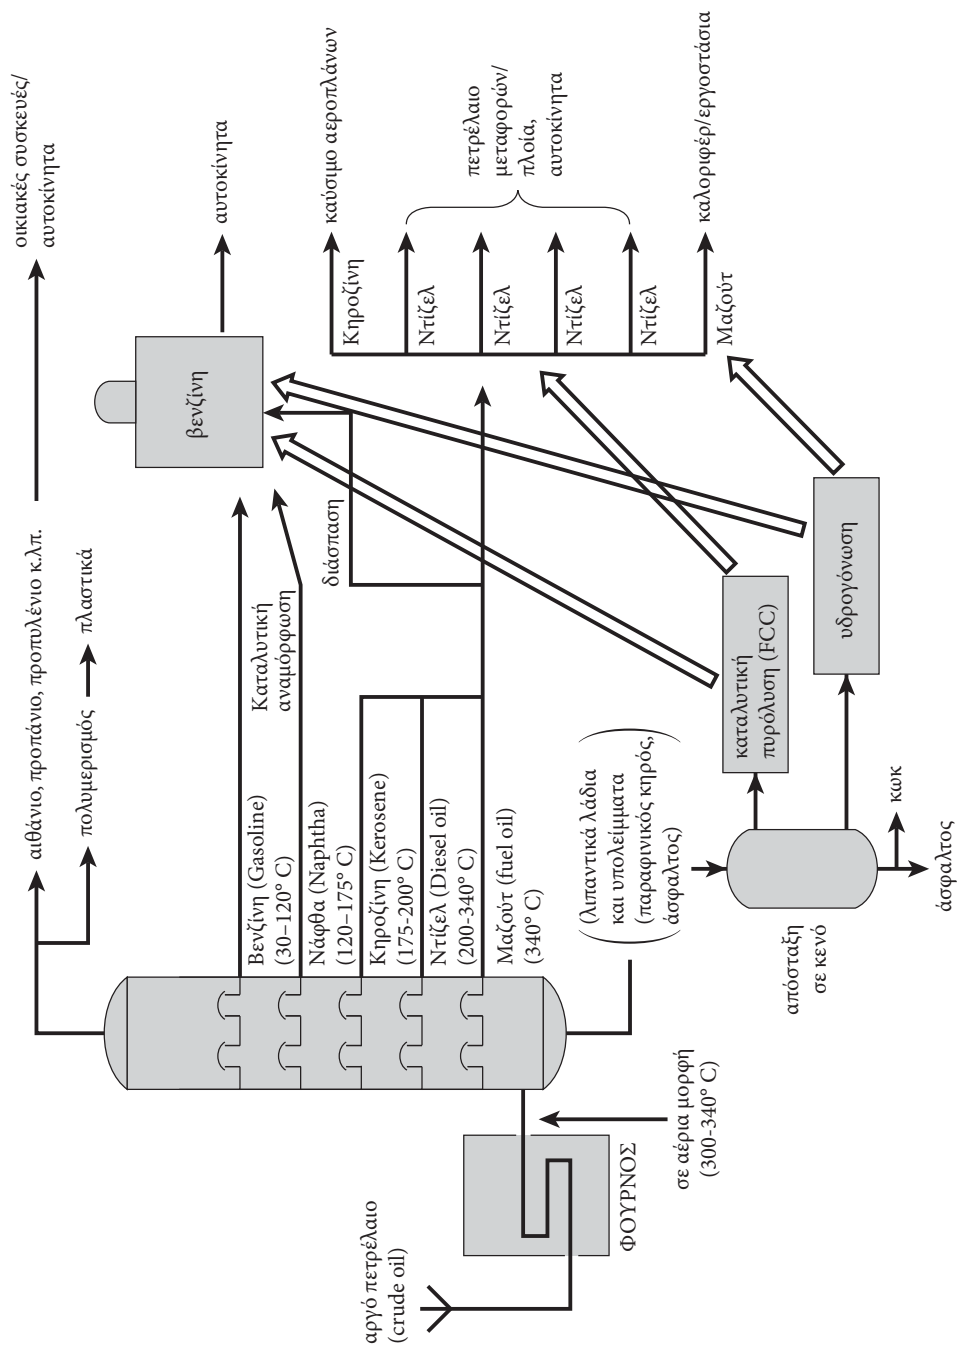 αιθάνιο, προπάνιο, προπυλένιο κ.λπ.
οικιακές συσκευές/
αυτοκίνητα
πολυμερισμός
πλαστικά
βενζίνη
αυτοκίνητα
Βενζίνη (Gasoline)
(30–120° C)
Καταλυτική
αναμόρφωση
Νάφθα (Naphtha)
(120–175° C)
διάσπαση
Κηροζίνη (Kerosene)
(175-200° C)
Ντίζελ (Diesel oil)
(200-340° C)
Μαζούτ (fuel oil)
(340° C)
Κηροζίνη
καύσιμο αεροπλάνων
Ντίζελ
Ντίζελ
Ντίζελ
Ντίζελ
πετρέλαιο
μεταφορών/
πλοία,
αυτοκίνητα
Μαζούτ
καλοριφέρ/εργοστάσια
αργό πετρέλαιο
(crude oil)
ΦΟΥΡΝΟΣ
σε αέρια μορφή
(300-340° C)
(λιπαντικά λάδια
και υπολείμματα
(παραφινικός κηρός,
άσφαλτος)
απόσταξη
σε κενό
καταλυτική
πυρόλυση (FCC)
υδρογόνωση
κωκ
άσφαλτος